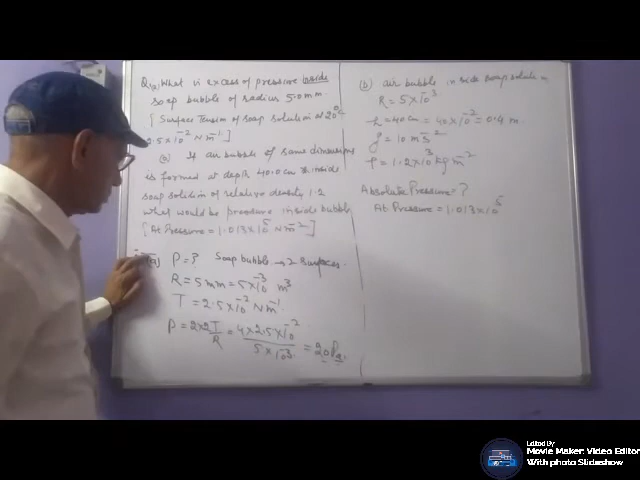 Q12. What is excess of pressure inside
soap bubble of radius 5.0 mm.
[Surface Tension of soap solution at 20°C
2.5×10⁻² N m⁻¹.]
(b) If air bubble of same dimensions
is formed at depth 40.0 cm inside
soap solution of relative density 1.2
What would be pressure inside bubble
[At Pressure = 1.013×10⁵ N m⁻²]
P = ? Soap bubble → 2 surfaces.
R = 5 mm = 5×10⁻³ m³
T = 2.5×10⁻² N m⁻¹
P = 2×2T/R = 4×2.5×10⁻²/5×10⁻³ = 20 Pa.
(b) air bubble inside soap solution
R = 5×10⁻³
h = 40 cm = 40×10⁻² = 0.4 m
g = 10 m s⁻²
ρ = 1.2×10³ kg m⁻²
Absolute Pressure = ?
At Pressure = 1.013×10⁵
Edited By
Movie Maker: Video Editor
With photo Slideshow